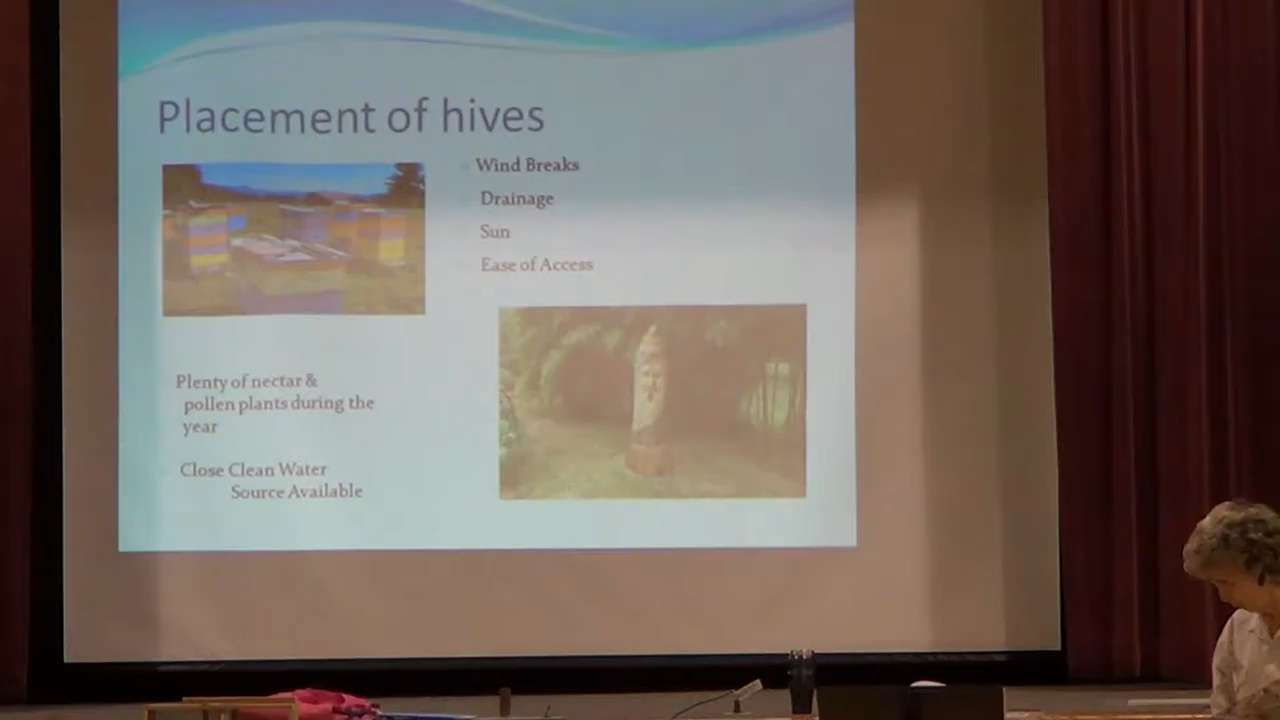 Placement of hives
Wind Breaks
Drainage
Sun
Ease of Access
Plenty of nectar &
pollen plants during the
year
Close Clean Water
Source Available